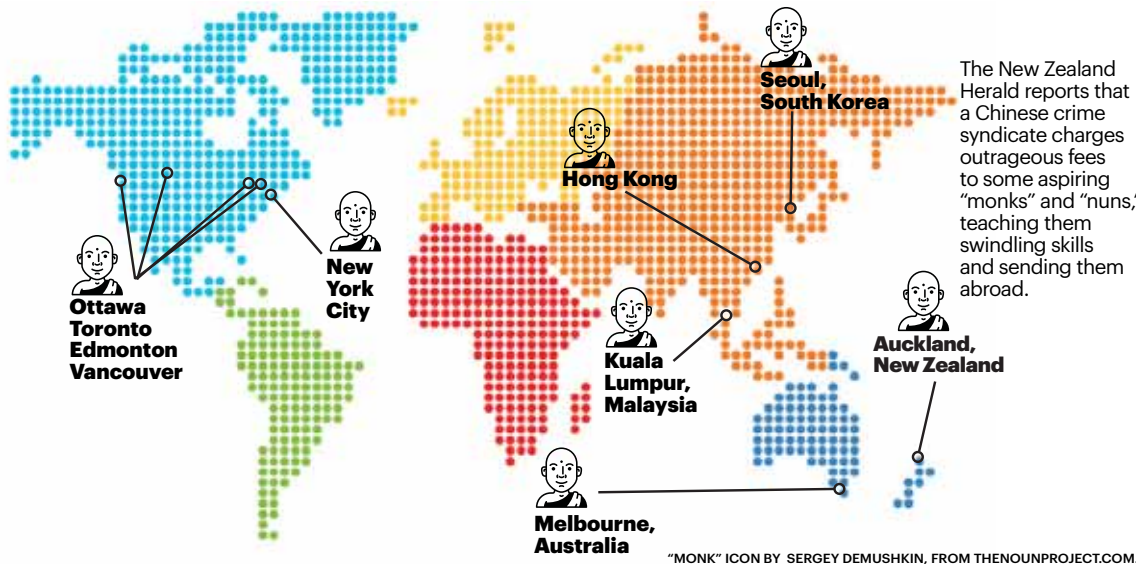 Seoul,
South Korea
The New Zealand
Herald reports that
a Chinese crime
syndicate charges
outrageous fees
to some aspiring
“monks” and “nuns,”
teaching them
swindling skills
and sending them
abroad.
Hong Kong
New
York
City
Ottawa
Toronto
Edmonton
Vancouver
Kuala
Lumpur,
Malaysia
Auckland,
New Zealand
Melbourne,
Australia
“MONK” ICON BY SERGEY DEMUSHKIN, FROM THENOUNPROJECT.COM.